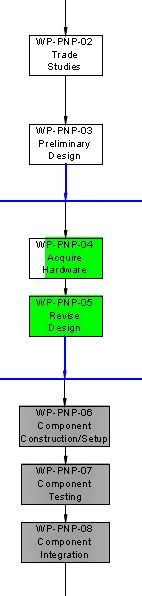 WP-PNP-02
Trade
Studies
WP-PNP-03
Preliminary
Design
WP-PNP-04
Acquire
Hardware
WP-PNP-05
Revise
Design
WP-PNP-06
Component
Construction/Setup
WP-PNP-07
Component
Testing
WP-PNP-08
Component
Integration